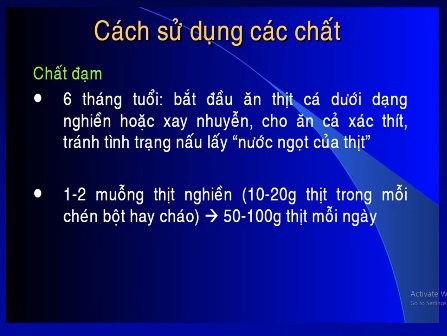 Cách sử dụng các chất
Chất đạm
● 6 tháng tuổi: bắt đầu ăn thịt cá dưới dạng
nghiền hoặc xay nhuyễn, cho ăn cả xác thít,
tránh tình trạng nấu lấy “nước ngọt của thịt”
● 1-2 muỗng thịt nghiền (10-20g thịt trong mỗi
chén bột hay cháo) → 50-100g thịt mỗi ngày
Activate W
Go to Settings